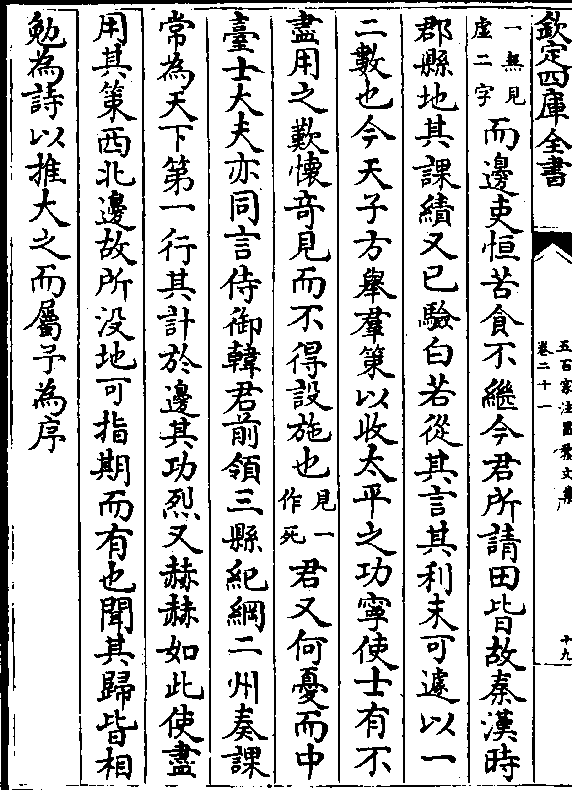 欽定四庫全書
五百家注昌黎文集
卷二十一
十九
一無見虛二字而邊吏恒苦食不繼今君所請田皆故秦漢時
郡縣地其課績又已驗白若從其言其利未可遽以一
二數也今天子方舉羣策以收太平之功寧使士有不
盡用之歎懷竒見而不得設施也見一作死君又何憂而中
臺士大夫亦同言侍御韓君前領三縣紀綱二州奏課
常為天下第一行其計於邊其功烈又赫赫如此使盡
用其策西北邊故所没地可指期而有也聞其歸皆相
勉為詩以推大之而屬予為序